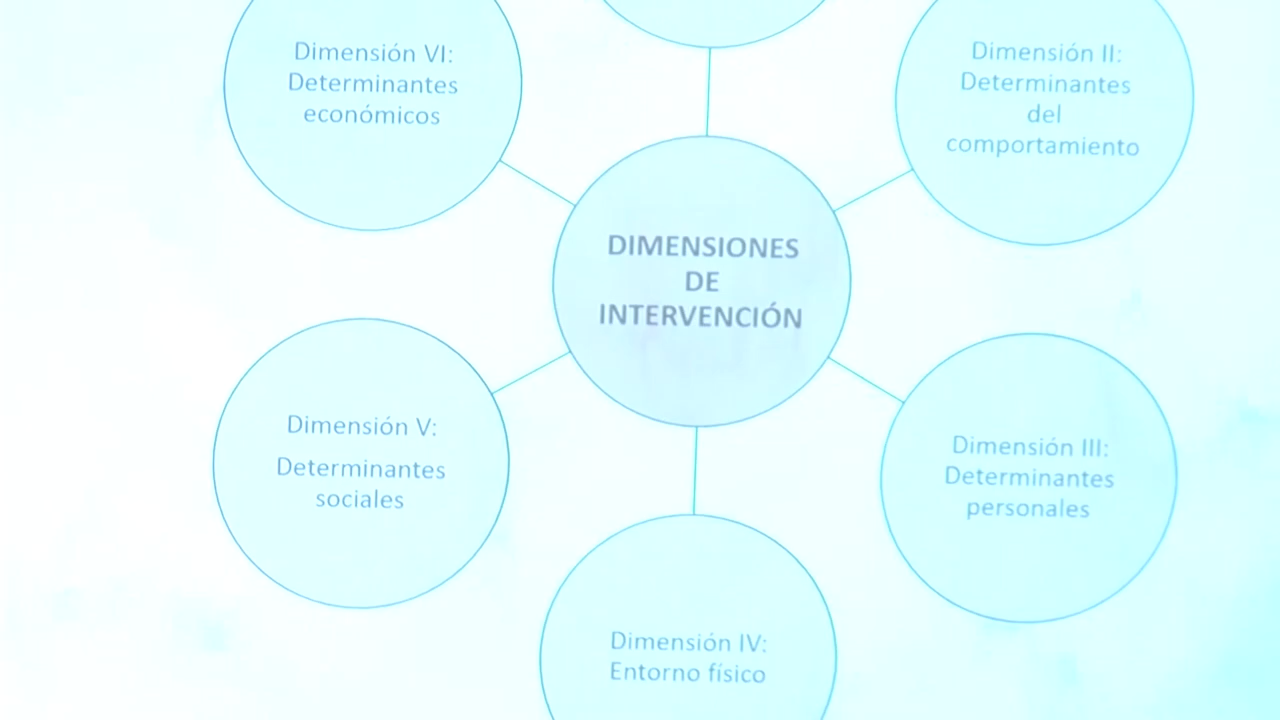 Dimensión VI:
Determinantes
económicos
Dimensión II:
Determinantes
del
comportamiento
DIMENSIONES
DE
INTERVENCIÓN
Dimensión V:
Determinantes
sociales
Dimensión III:
Determinantes
personales
Dimensión IV:
Entorno físico